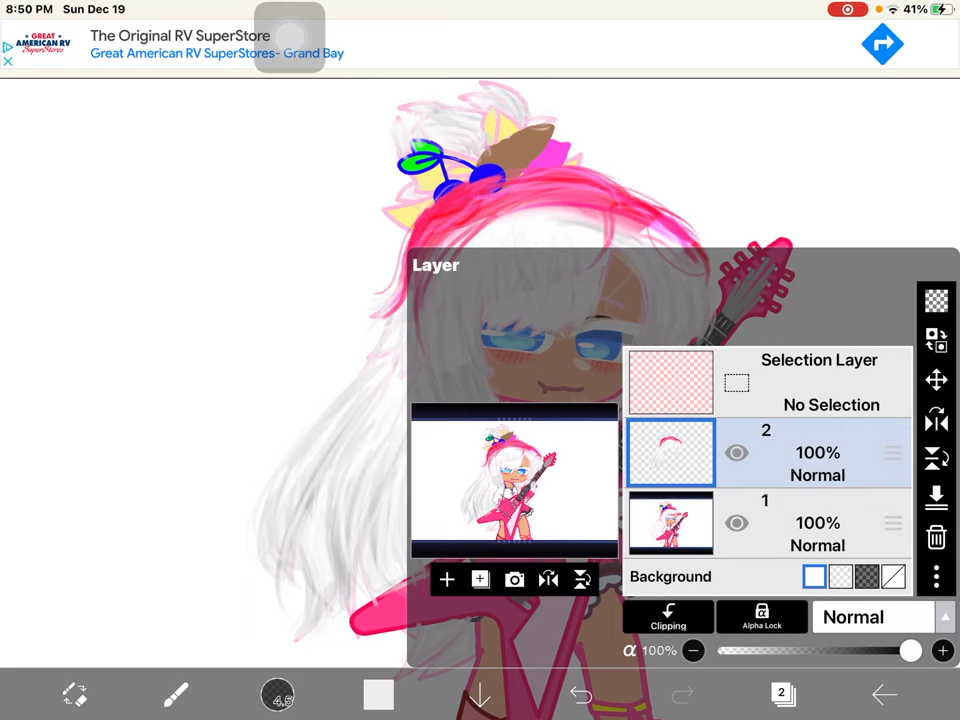 8:50 PM Sun Dec 19
41%
GREAT
AMERICAN RV
SuperStores
The Original RV SuperStore
Great American RV SuperStores- Grand Bay
Layer
Selection Layer
No Selection
2
100%
Normal
1
100%
Normal
Background
Clipping
α
Alpha Lock
Normal
α 100%
4.5
2